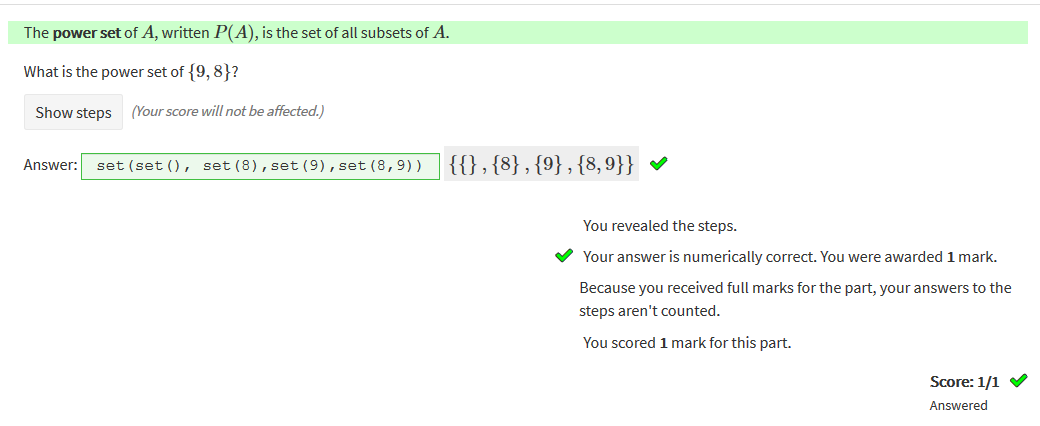 The power set of A, written P(A), is the set of all subsets of A.
What is the power set of {9, 8}?
Show steps (Your score will not be affected.)
Answer: set(set(), set(8),set(9),set(8,9)) {{} , {8} , {9} , {8, 9}}
You revealed the steps.
Your answer is numerically correct. You were awarded 1 mark.
Because you received full marks for the part, your answers to the
steps aren't counted.
You scored 1 mark for this part.
Score: 1/1
Answered